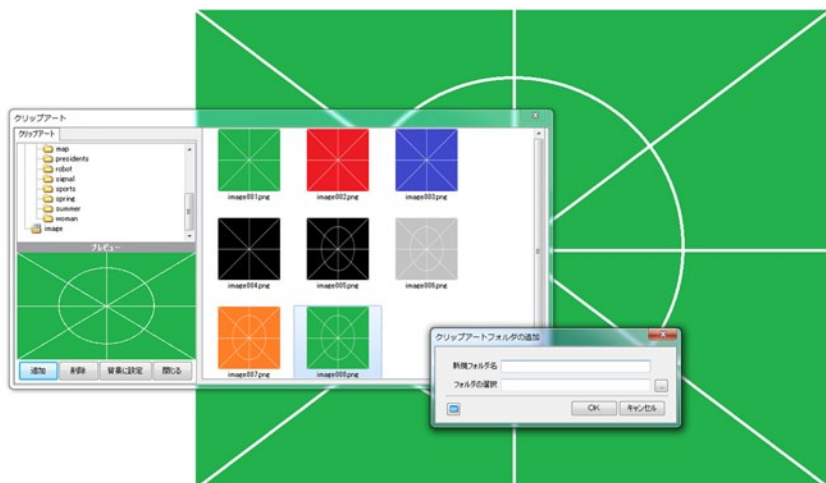 クリップアート
クリップアート
map
presidents
robot
signal
sports
spring
summer
woman
image
プレビュー
追加 削除 背景に設定 閉じる
image001.png image002.png image003.png
image004.png image005.png image006.png
image007.png image008.png
クリップアートフォルダの追加
新規フォルダ名
フォルダの選択
...
OK キャンセル